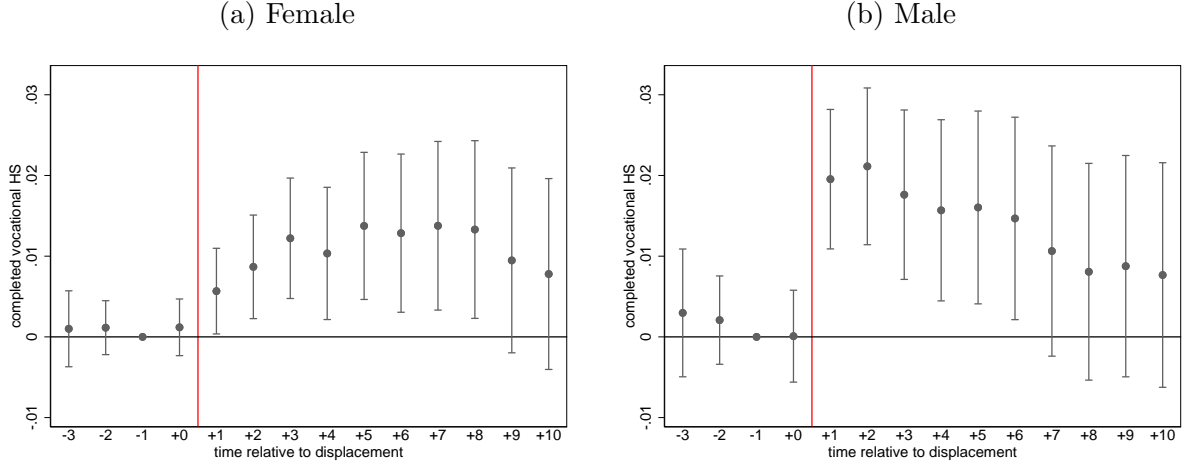 (a) Female
completed vocational HS
.03
.02
.01
0
-.01
-3 -2 -1 +0 +1 +2 +3 +4 +5 +6 +7 +8 +9 +10
time relative to displacement
(b) Male
completed vocational HS
.03
.02
.01
0
-.01
-3 -2 -1 +0 +1 +2 +3 +4 +5 +6 +7 +8 +9 +10
time relative to displacement